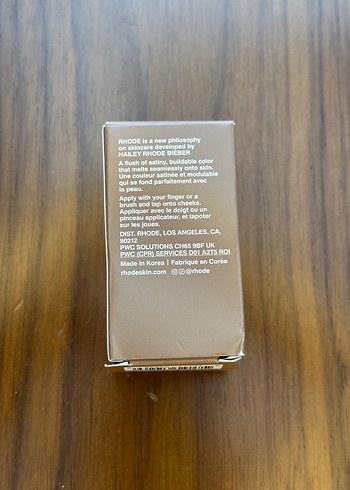 RHODE is a new philosophy
on skincare developed by
HAILEY RHODE BIEBER
A flush of satiny, buildable color
that melts seamlessly onto skin.
Une couleur satinée et modulable
qui se fond parfaitement avec
la peau.
Apply with your finger or a
brush and tap onto cheeks.
Appliquer avec le doigt ou un
pinceau applicateur, et tapoter
sur les joues.
DIST. RHODE, LOS ANGELES, CA,
90212
PWC SOLUTIONS CH65 9BF UK
PWC (CPR) SERVICES D01 A2T5 ROI
Made in Korea | Fabriqué en Corée
rhodeskin.com @rhode